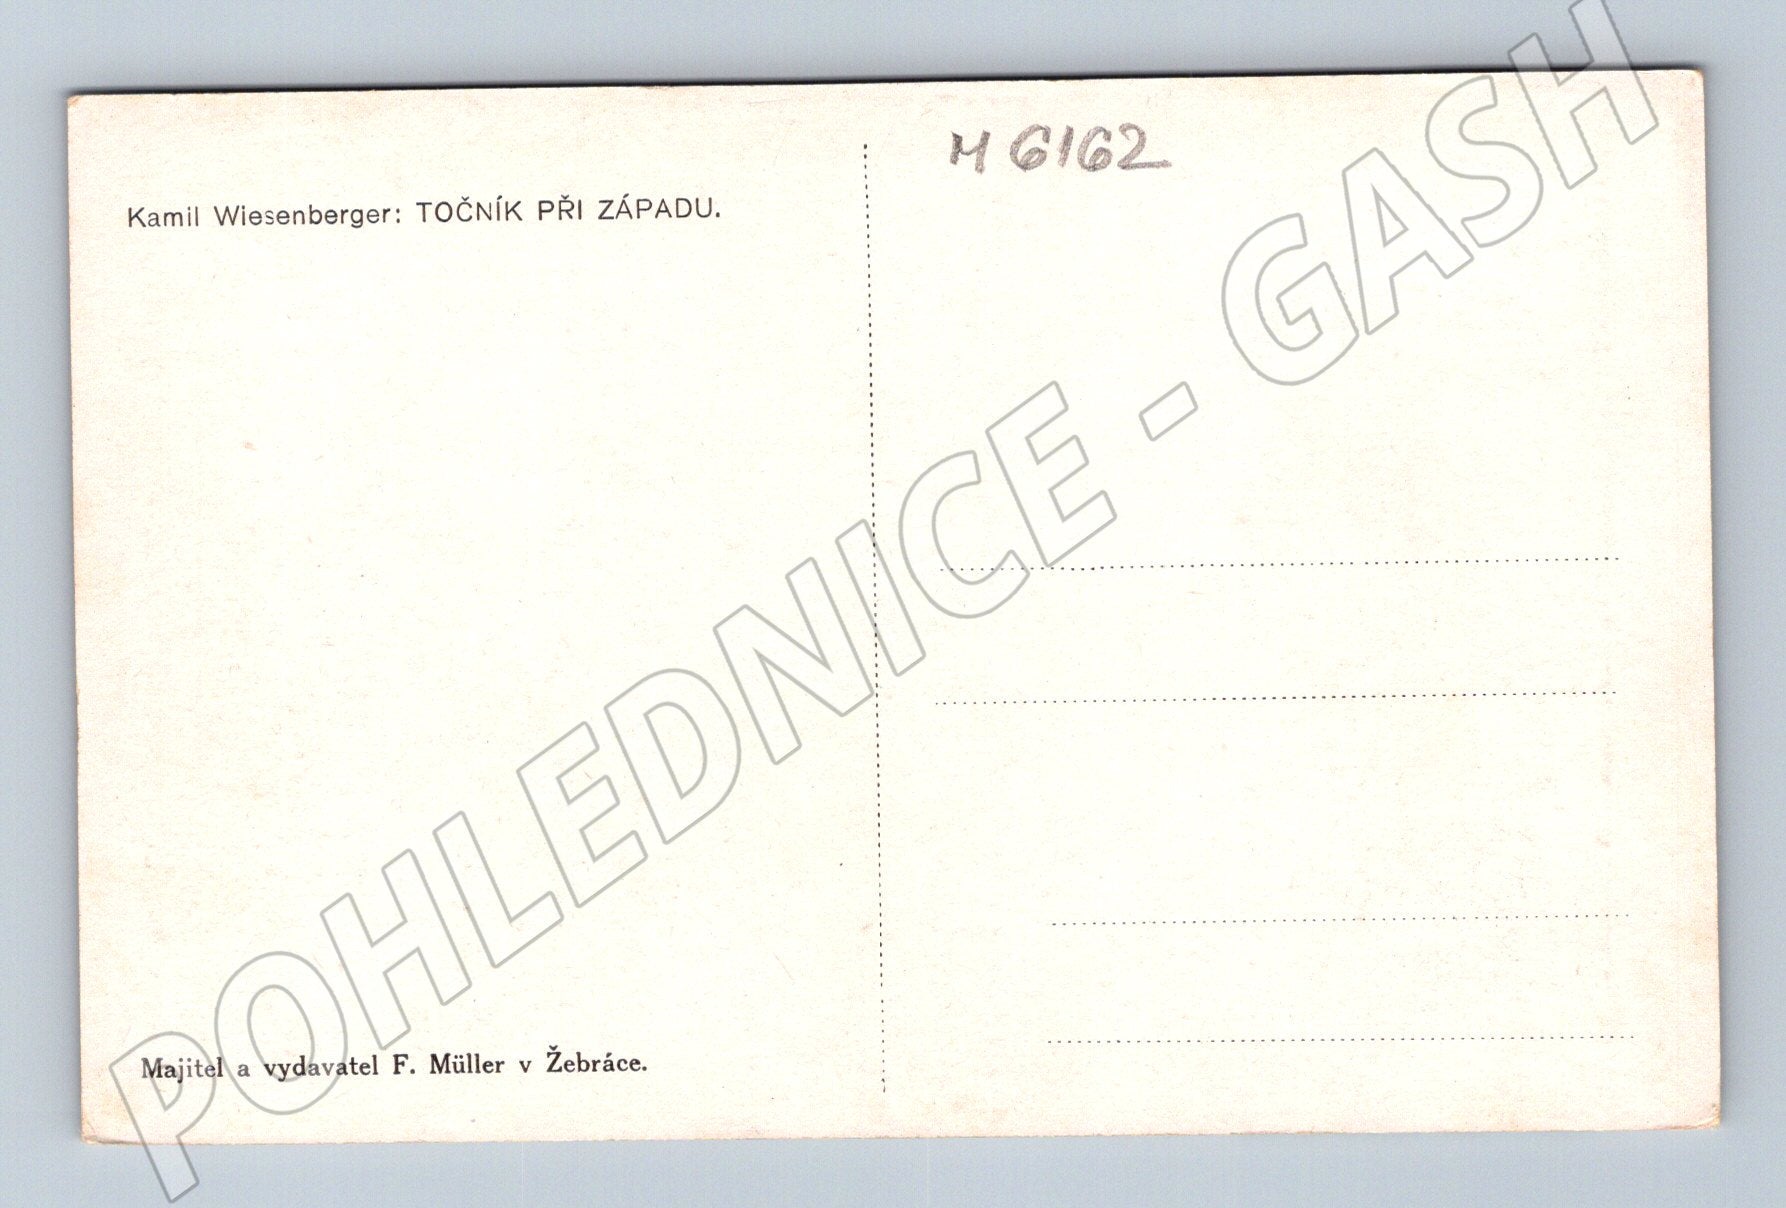 M 6162
Kamil Wiesenberger: TOČNÍK PŘI ZÁPADU.
POHLEDNICE - GASH
Majitel a vydavatel F. Müller v Žebráce.